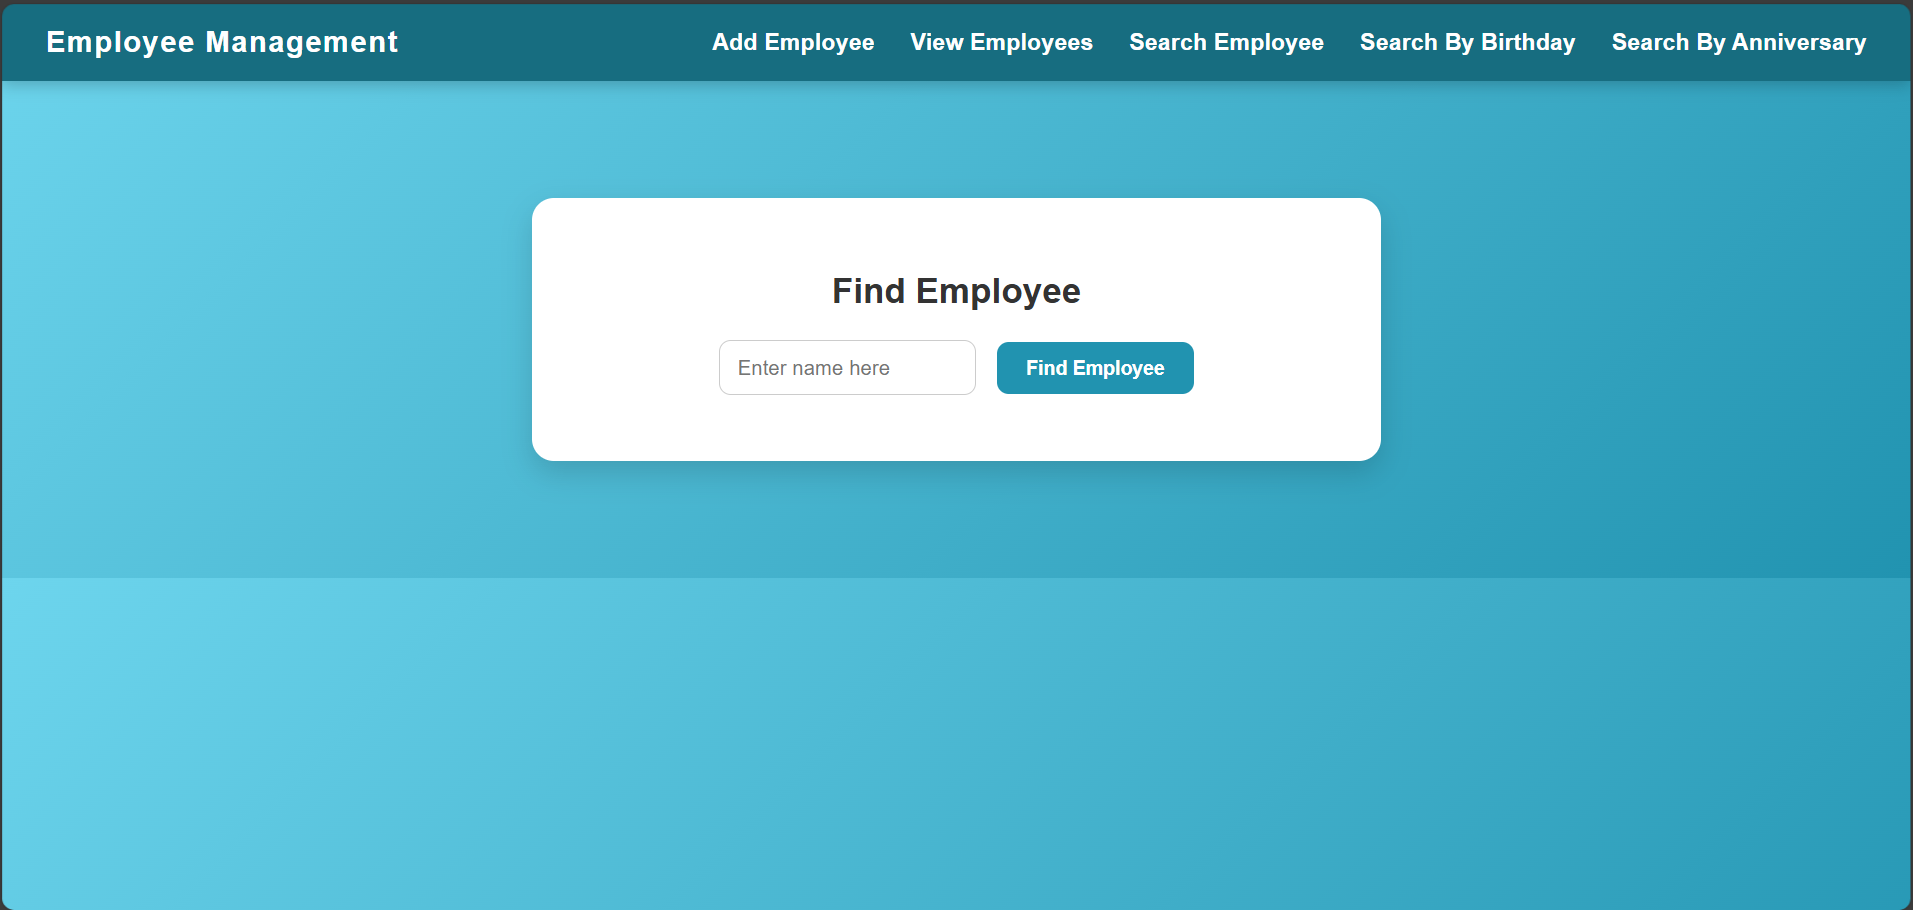 Employee Management
Add Employee View Employees Search Employee Search By Birthday Search By Anniversary
Find Employee
Enter name here Find Employee